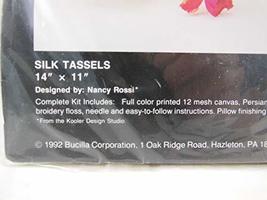 SILK TASSELS
14" × 11"
Designed by: Nancy Rossi*
Complete Kit Includes: Full color printed 12 mesh canvas, Persian
broidery floss, needle and easy-to-follow instructions. Pillow finishing
*From the Kooler Design Studio.
© 1992 Bucilla Corporation. 1 Oak Ridge Road, Hazleton, PA 18